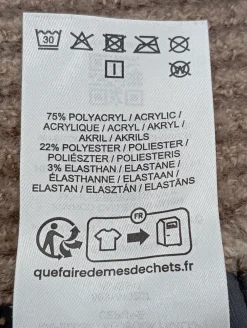 30
75% POLYACRYL / ACRYLIC /
ACRYLIQUE / ACRYL / AKRYL /
AKRIL / AKRILS
22% POLYESTER / POLIESTER /
POLIÉSZTER / POLIESTERIS
3% ELASTHAN / ELASTANE /
ÉLASTHANNE / ELASTAAN /
ELASTAN / ELASZTÁN / ELASTĀNS
FR
quefairedemesdechets.fr